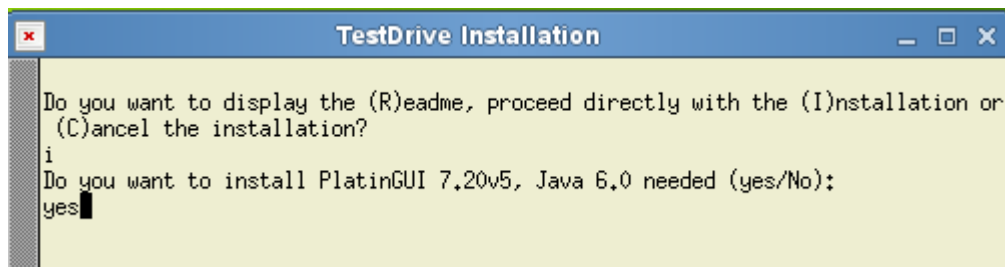 TestDrive Installation
Do you want to display the (R)eadme, proceed directly with the (I)nstallation or
(C)ancel the installation?
i
Do you want to install PlatinGUI 7.20v5, Java 6.0 needed (yes/No):
yes